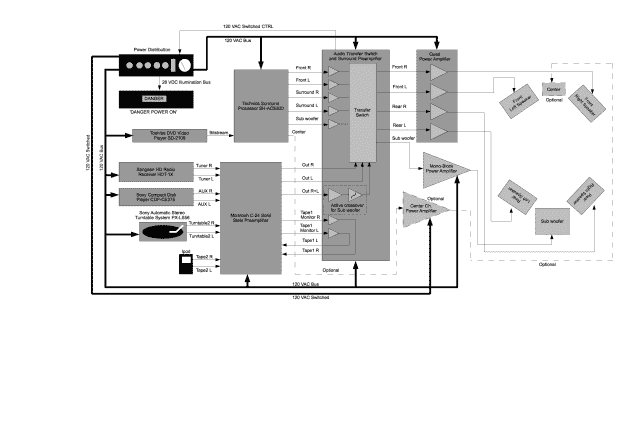 120 VAC Switched CTRL
120 VAC Bus
Power Distribution
20 VDC Illumination Bus
DANGER
'DANGER POWER ON'
Toshiba DVD Video
Player SD-2109
Bitstream
Technics Surround
Processor SH-AC500D
Front R
Front L
Surround R
Surround L
Sub woofer
Center
Audio Transfer Switch
and Surround Preamplifier
Transfer
Switch
Quad
Power Amplifier
Front R
Front L
Rear R
Rear L
Sub woofer
Front
Left Speaker
Center
Optional
Front
Right Speaker
120 VAC Switched
120 VAC Bus
Sangean HD Radio
Receiver HDT-1X
Tuner R
Tuner L
Sony Compact Disk
Player CDP-CE375
AUX R
AUX L
Sony Automatic-Stereo
Turntable System PS-LX56
Turntable2 R
Turntable2 L
Ipod
Tape2 R
Tape2 L
McIntosh C-24 Solid
State Preamplifier
Out R
Out L
Out R+L
Tape1
Monitor R
Tape1
Monitor L
Tape1 L
Tape1 R
Active crossover
for Sub woofer
Mono-Block
Power Amplifier
Optional
Center Ch
Power Amplifier
Rear
Left Speaker
Sub woofer
Rear
Right Speaker
Optional
Optional
120 VAC Bus
120 VAC Switched